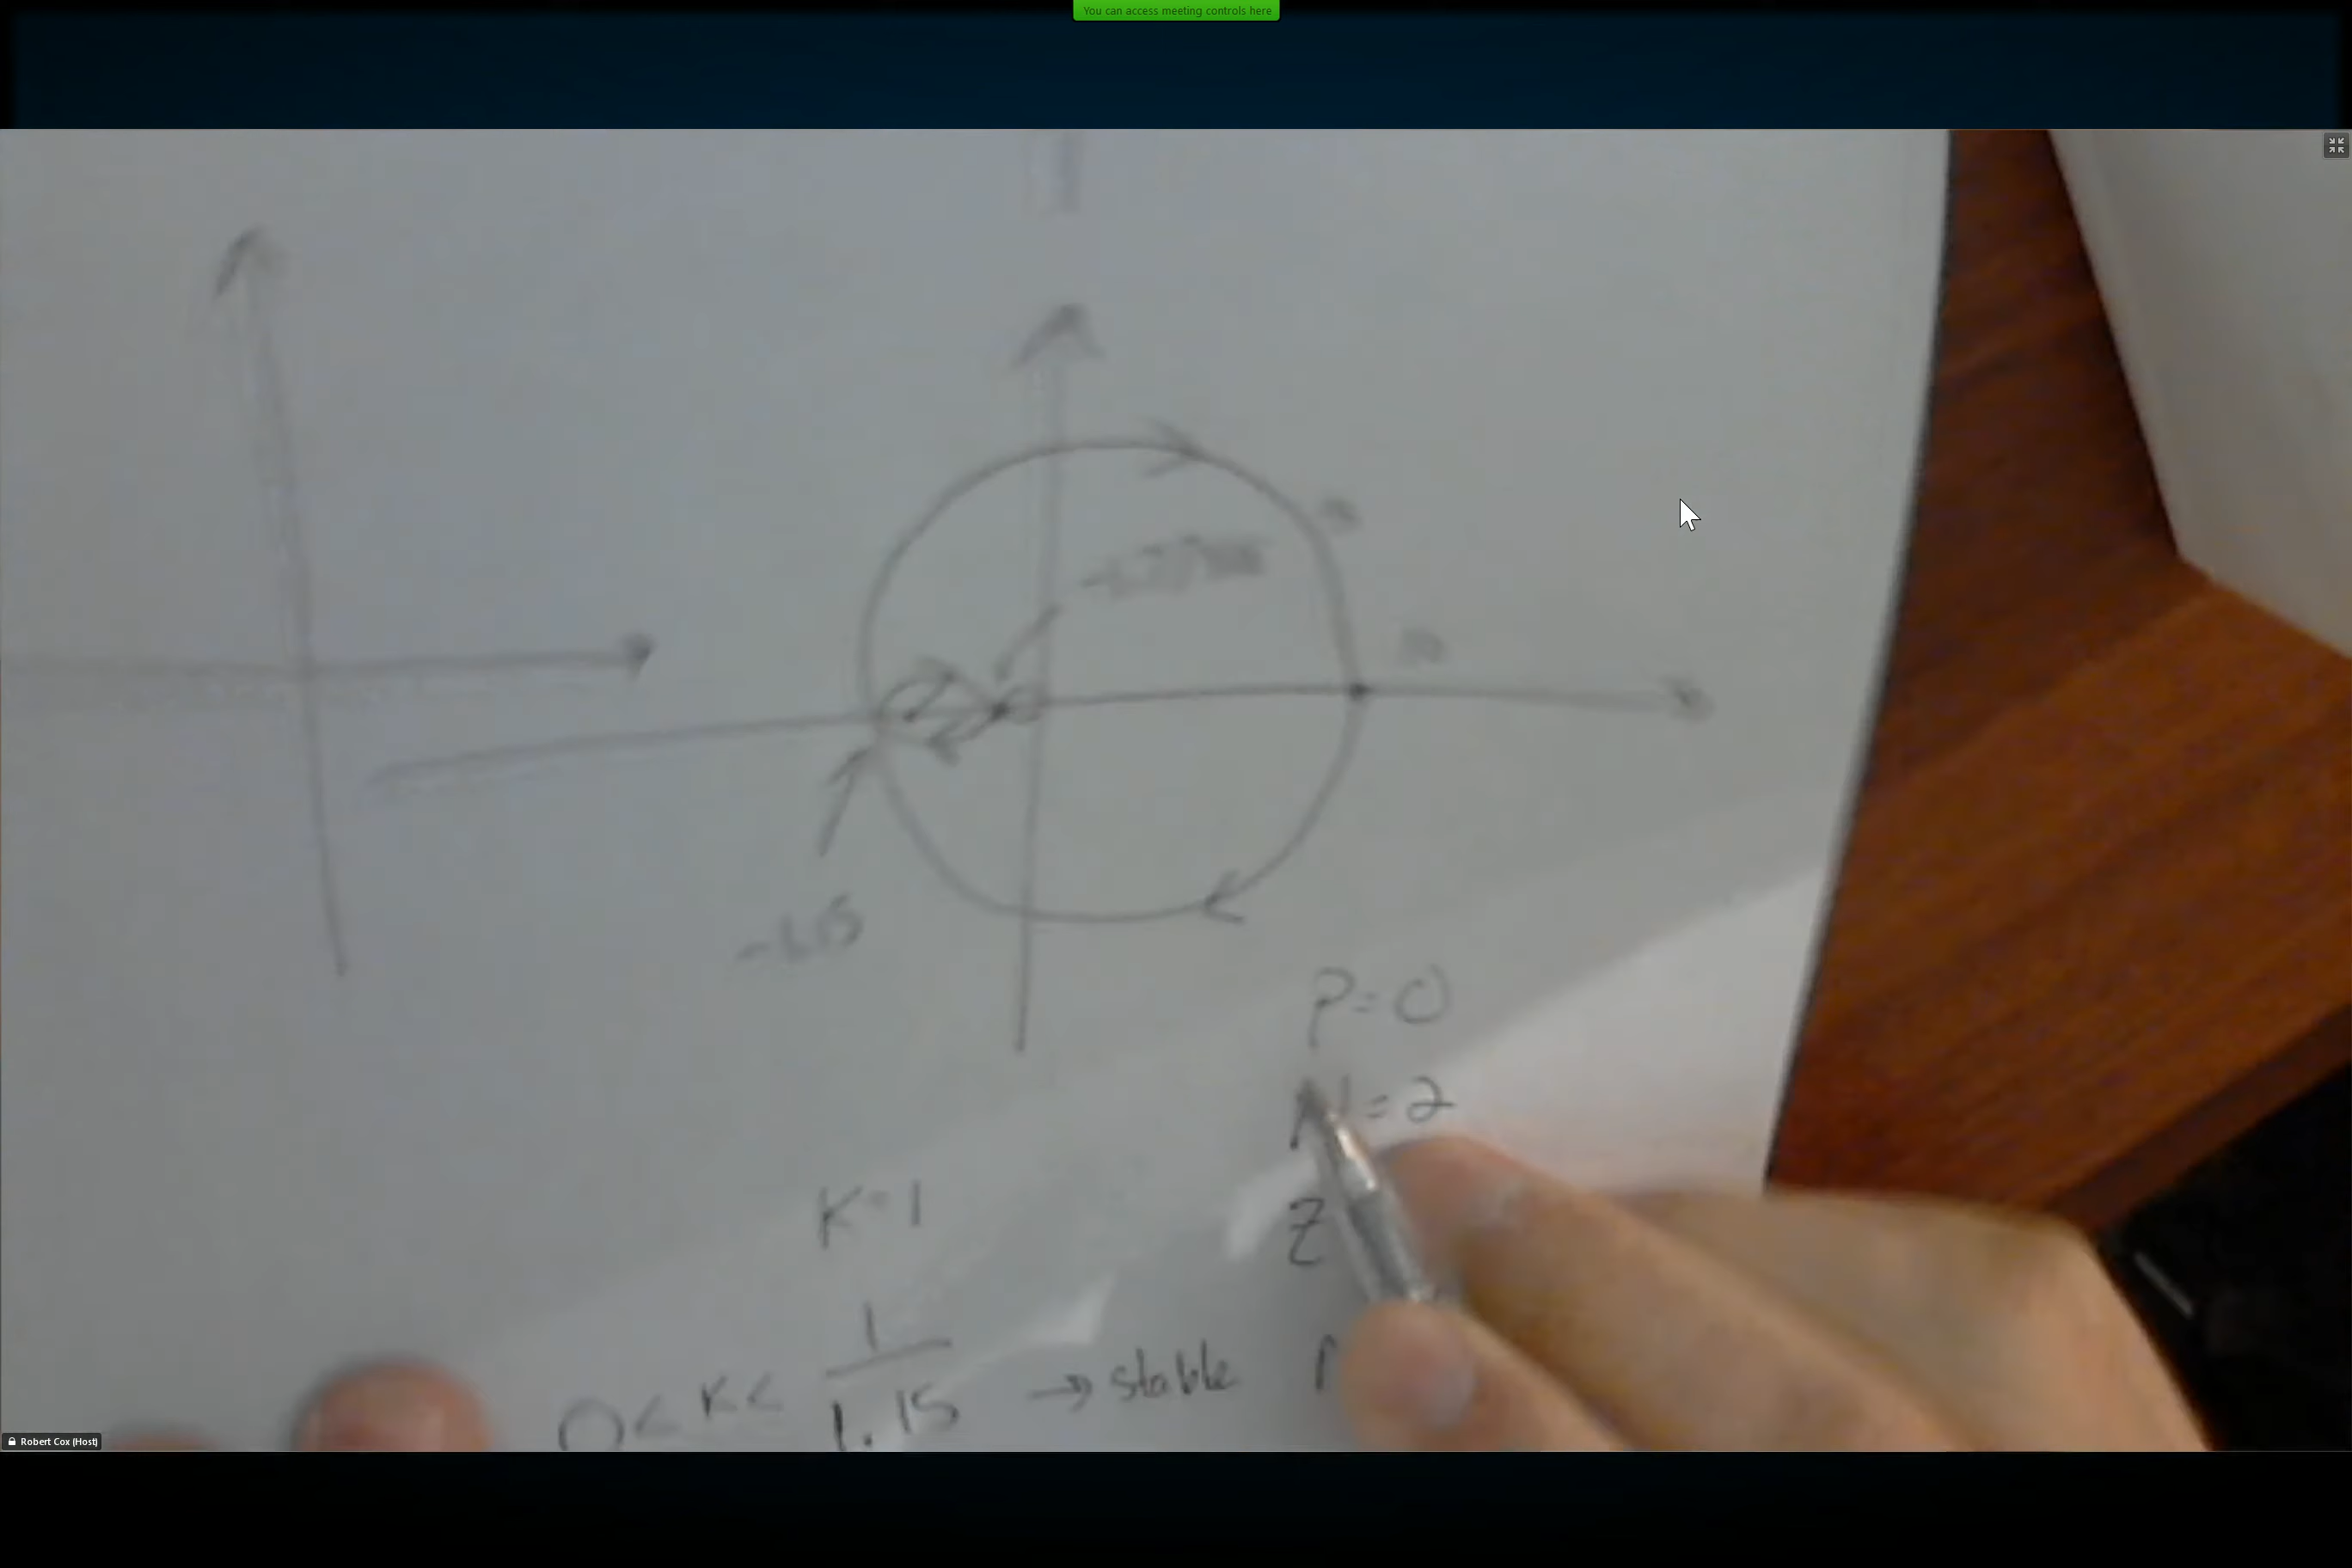 You can access meeting controls here
-1.15
P=0
N=2
K=1
Z
0<K< 1/1.15 → stable
Robert Cox (Host)